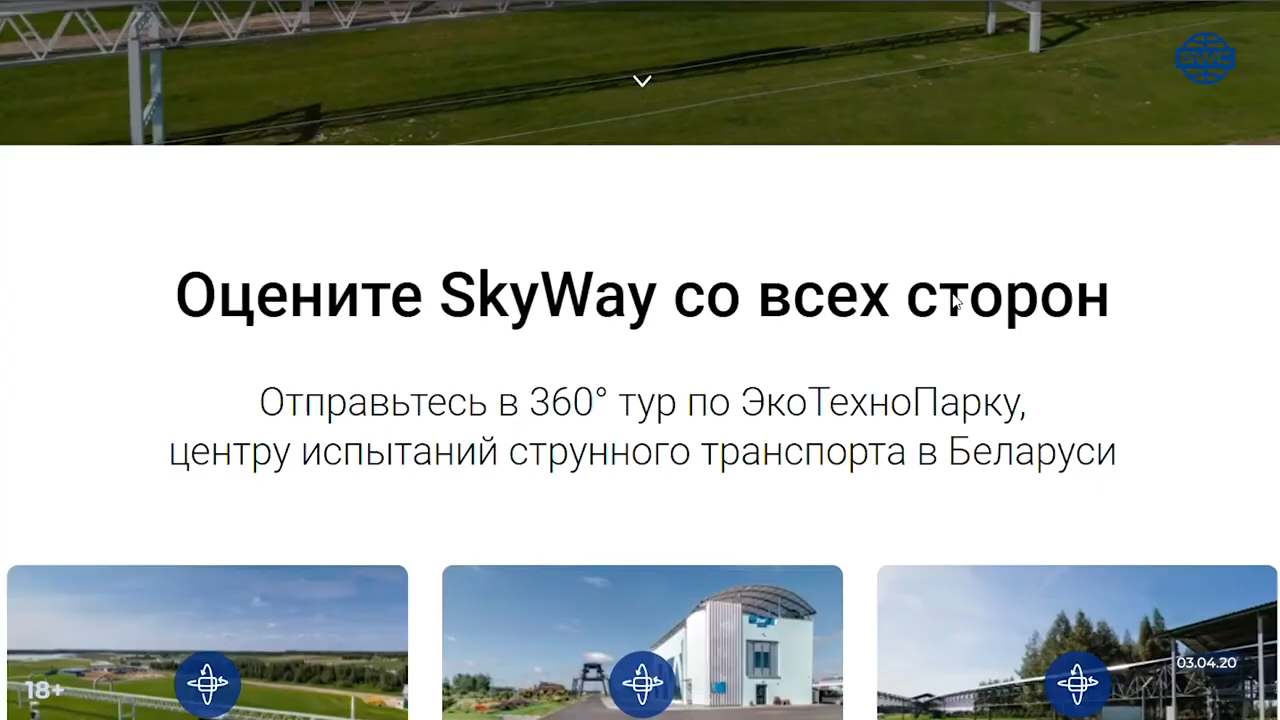 SWC
Оцените SkyWay со всех сторон
Отправьтесь в 360° тур по ЭкоТехноПарку,
центру испытаний струнного транспорта в Беларуси
18+
03.04.20